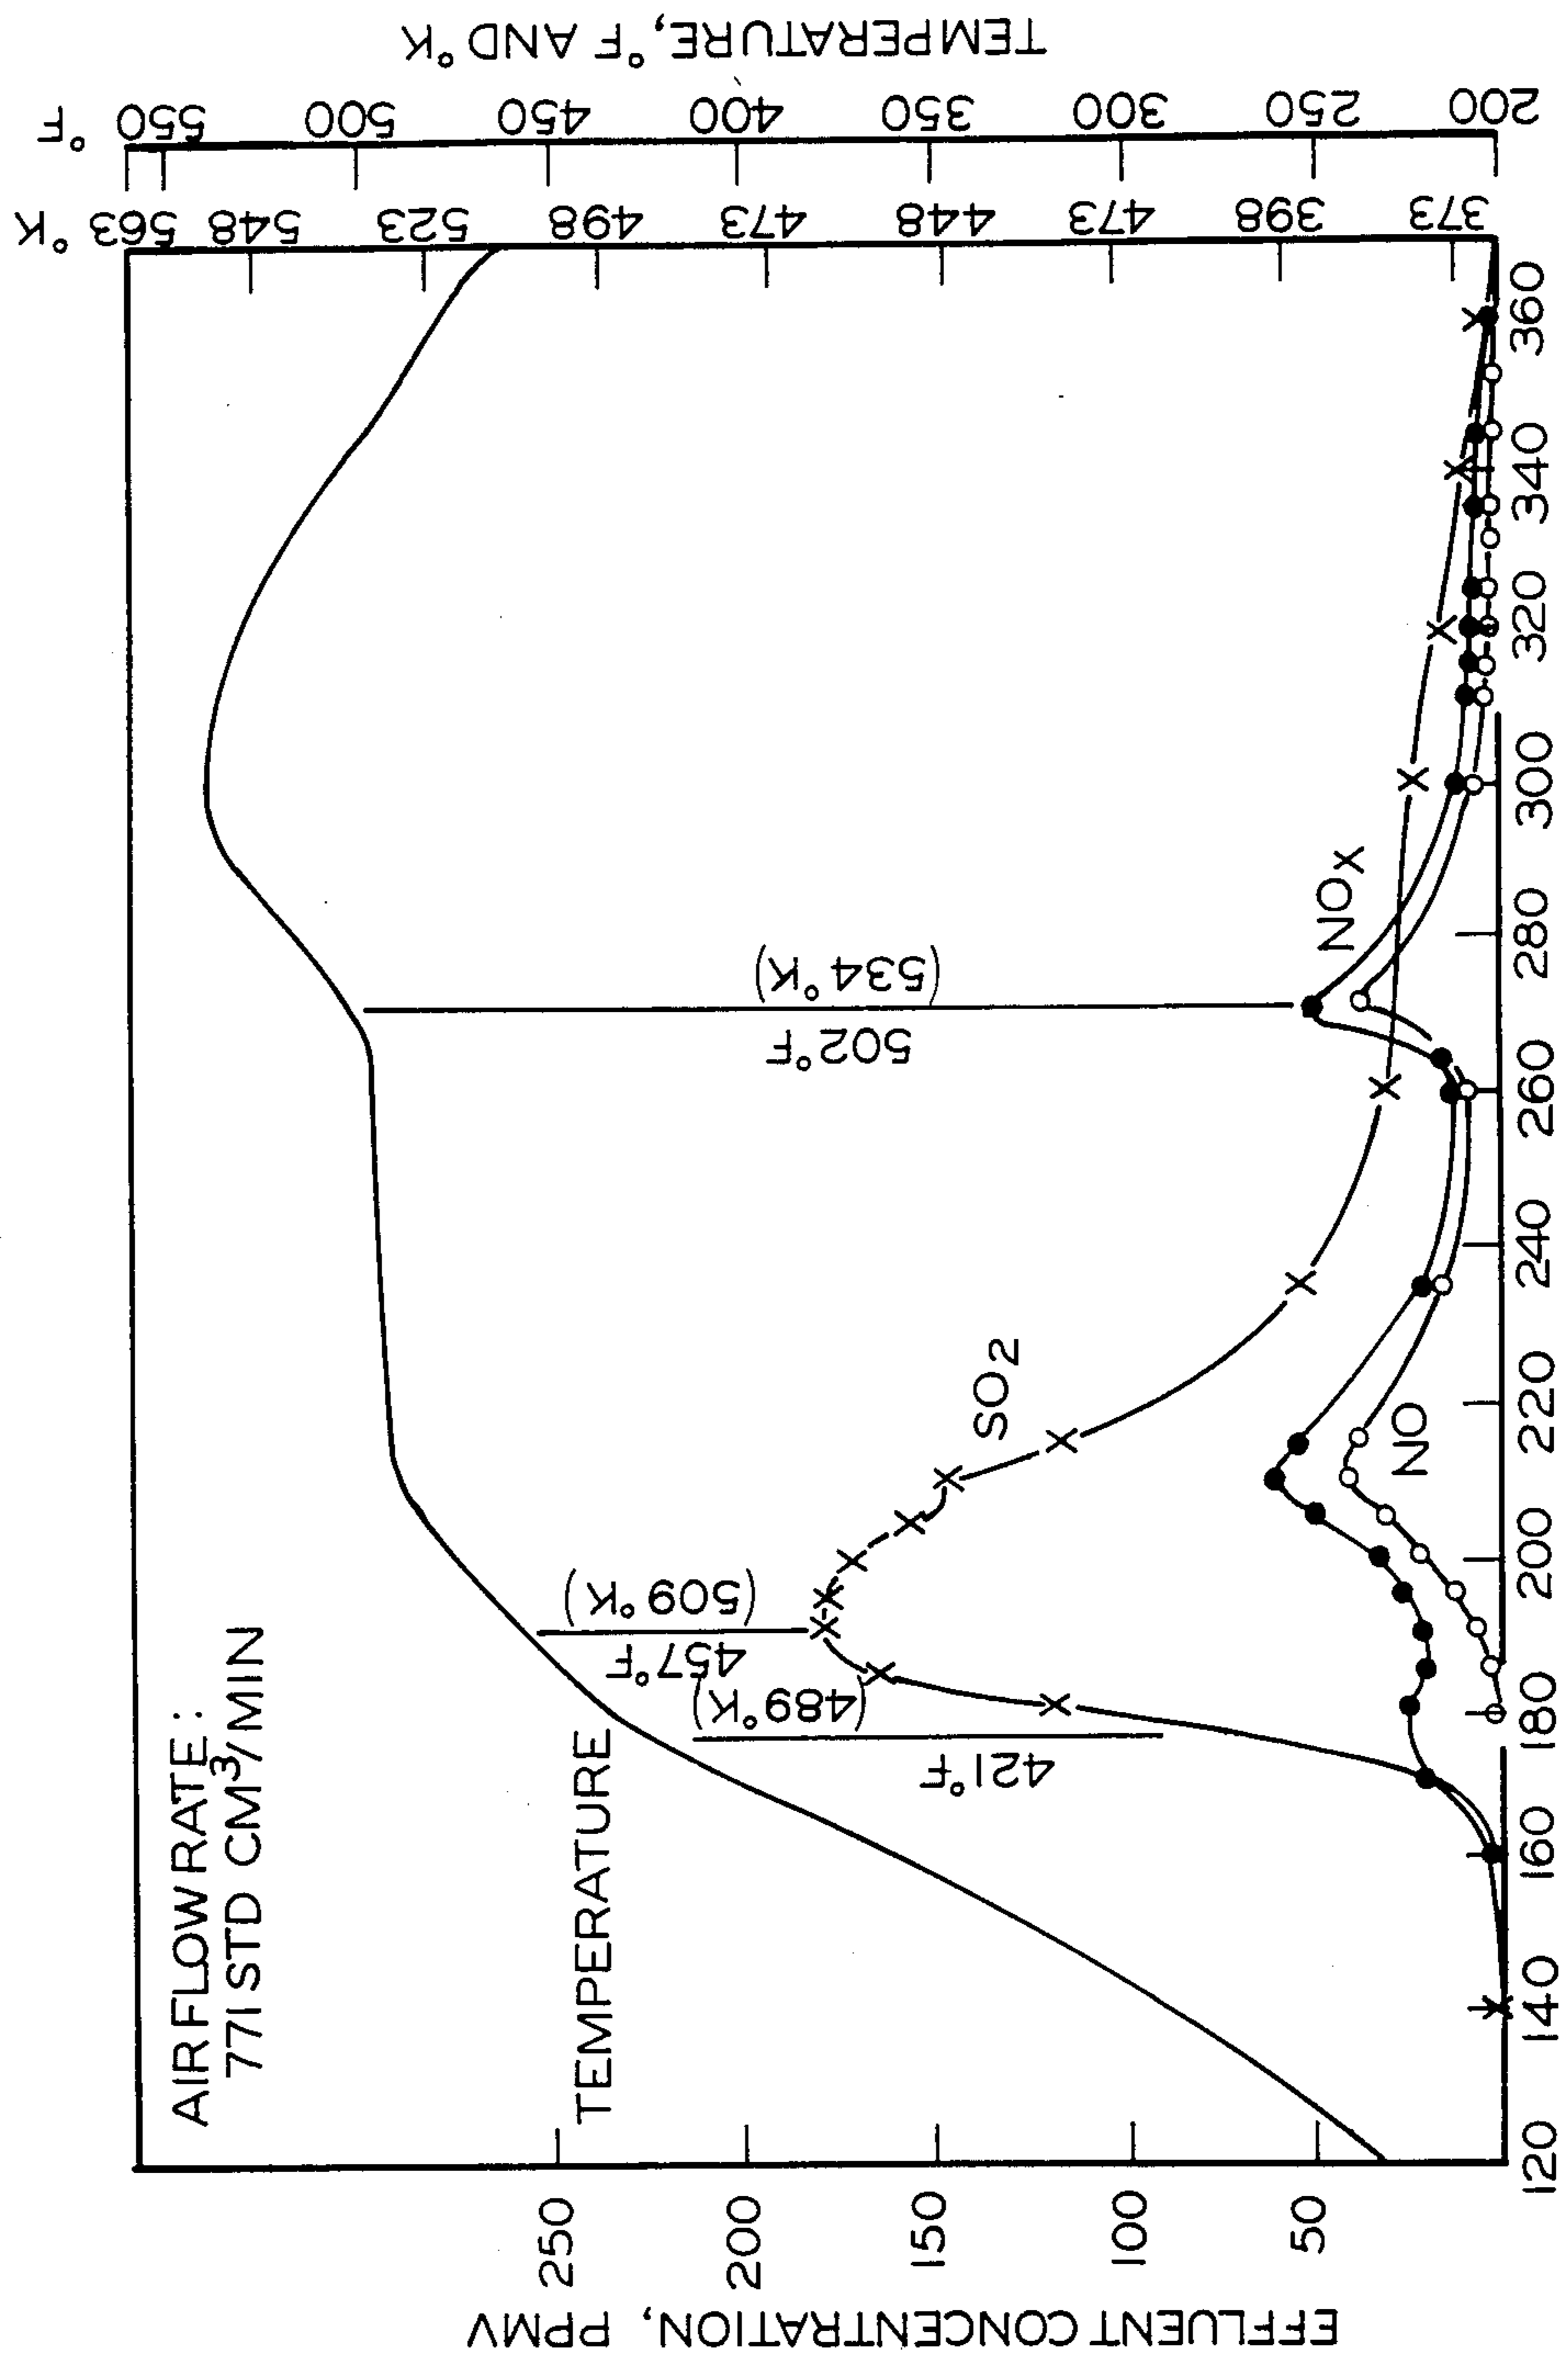 AIR FLOW RATE :
771 STD CM³/MIN
TEMPERATURE
421°F
(489°K)
457°F
(509°K)
SO2
NO
502°F
(534°K)
NOX
EFFLUENT CONCENTRATION, PPMV
250
200
150
100
50
120 140 160 180 200 220 240 260 280 300 320 340 360
°K
563
548
523
498
473
448
473
398
373
°F
550
500
450
400
350
300
250
200
TEMPERATURE, °F AND °K